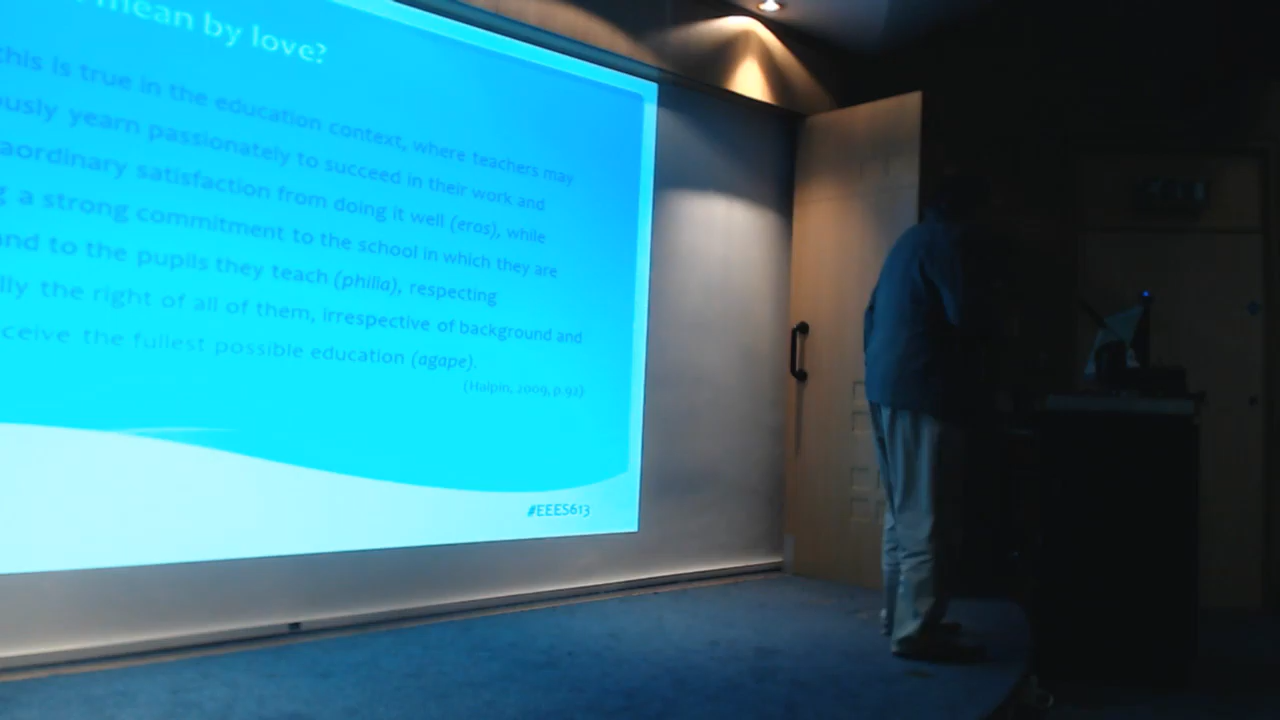 mean by love?
this is true in the education context, where teachers may
ously yearn passionately to succeed in their work and
aordinary satisfaction from doing it well (eros), while
g a strong commitment to the school in which they are
and to the pupils they teach (philia), respecting
lly the right of all of them, irrespective of background and
ceive the fullest possible education (agape).
(Halpin, 2009, p.92)
#EEES613